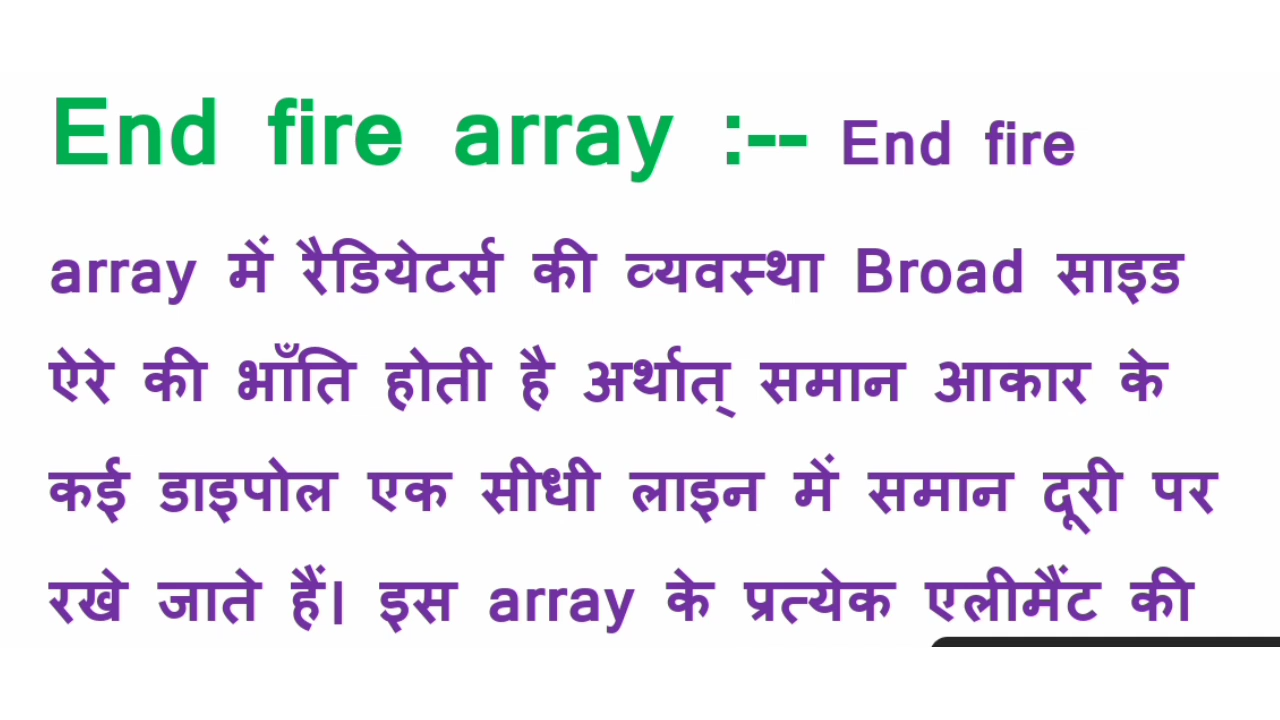 End fire array :-- End fire
array में रैडियेटर्स की व्यवस्था Broad साइड
ऐरे की भाँति होती है अर्थात् समान आकार के
कई डाइपोल एक सीधी लाइन में समान दूरी पर
रखे जाते हैं। इस array के प्रत्येक एलीमैंट की